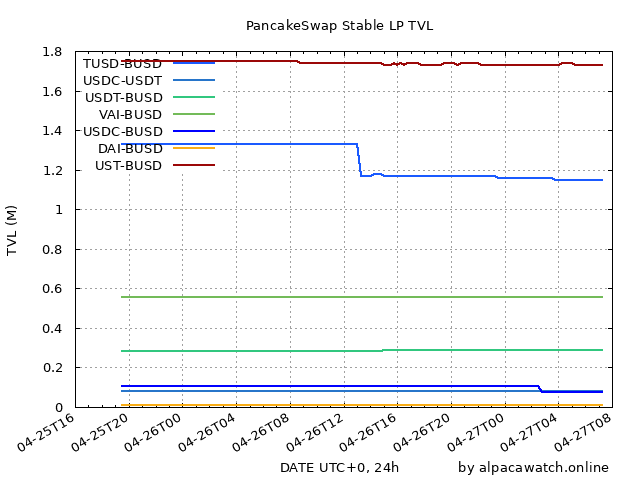 PancakeSwap Stable LP TVL
1.8
1.6
1.4
1.2
1
0.8
0.6
0.4
0.2
0
TVL (M)
TUSD-BUSD
USDC-USDT
USDT-BUSD
VAI-BUSD
USDC-BUSD
DAI-BUSD
UST-BUSD
04-25T16
04-25T20
04-26T00
04-26T04
04-26T08
04-26T12
04-26T16
04-26T20
04-27T00
04-27T04
04-27T08
DATE UTC+0, 24h
by alpacawatch.online